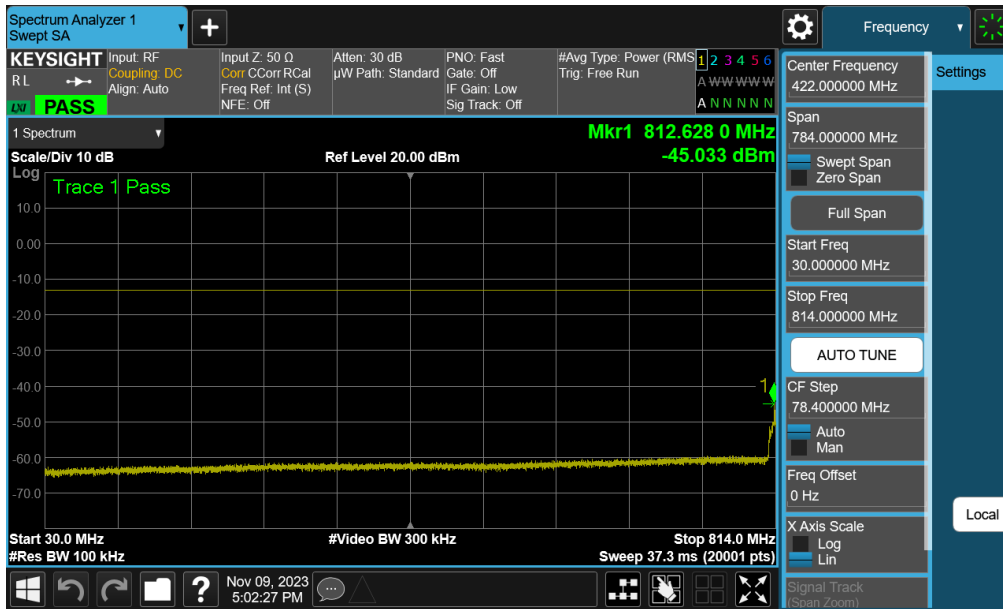 Spectrum Analyzer 1
Swept SA
+
Frequency
KEYSIGHT
R L
LXI
PASS
Input: RF
Coupling: DC
Align: Auto
Input Z: 50 Ω
Corr CCorr RCal
Freq Ref: Int (S)
NFE: Off
Atten: 30 dB
µW Path: Standard
PNO: Fast
Gate: Off
IF Gain: Low
Sig Track: Off
#Avg Type: Power (RMS
Trig: Free Run
1 2 3 4 5 6
A W W W W W
A N N N N N
1 Spectrum
Scale/Div 10 dB
Log
Ref Level 20.00 dBm
Mkr1 812.628 0 MHz
-45.033 dBm
Trace 1 Pass
10.0
0.00
-10.0
-20.0
-30.0
-40.0
-50.0
-60.0
-70.0
1
Start 30.0 MHz
#Res BW 100 kHz
#Video BW 300 kHz
Stop 814.0 MHz
Sweep 37.3 ms (20001 pts)
?
Nov 09, 2023
5:02:27 PM
Center Frequency
422.000000 MHz
Span
784.000000 MHz
Swept Span
Zero Span
Full Span
Start Freq
30.000000 MHz
Stop Freq
814.000000 MHz
AUTO TUNE
CF Step
78.400000 MHz
Auto
Man
Freq Offset
0 Hz
X Axis Scale
Log
Lin
Signal Track
(Span Zoom)
Settings
Local